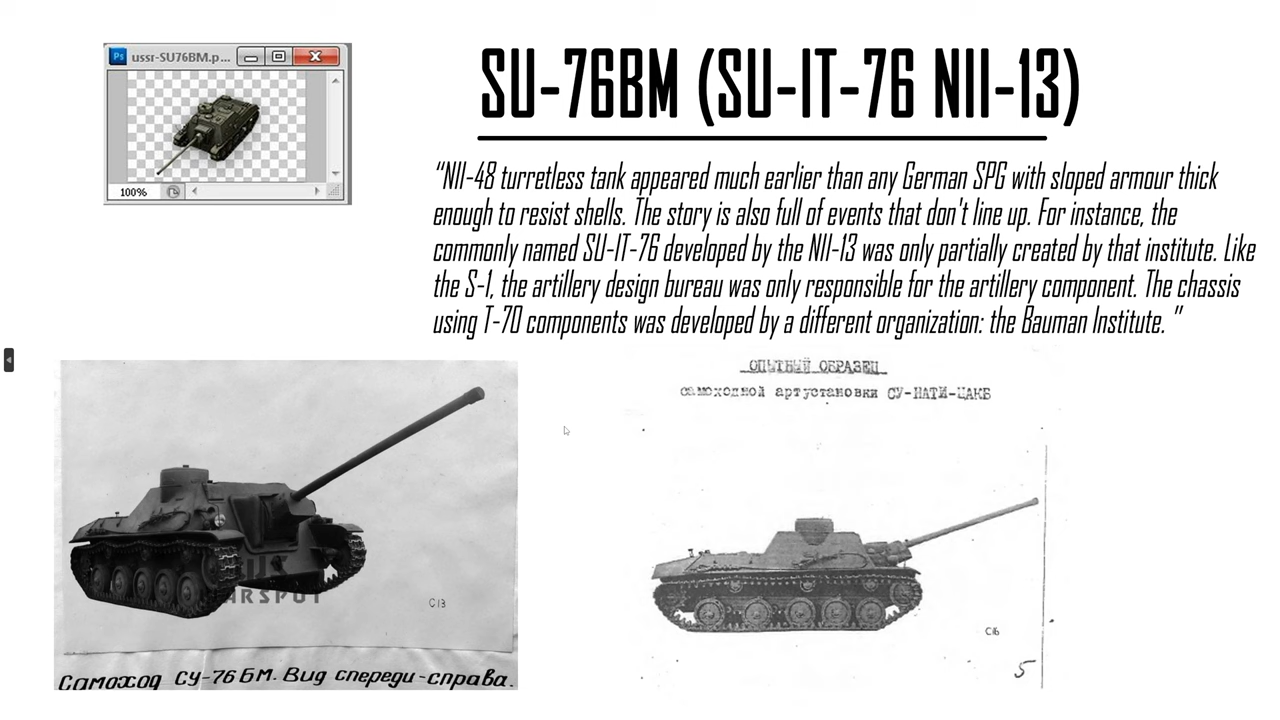 ussr-SU76BM.p...
100%
SU-76BM (SU-IT-76 NII-13)
“NII-48 turretless tank appeared much earlier than any German SPG with sloped armour thick
enough to resist shells. The story is also full of events that don't line up. For instance, the
commonly named SU-IT-76 developed by the NII-13 was only partially created by that institute. Like
the S-1, the artillery design bureau was only responsible for the artillery component. The chassis
using T-70 components was developed by a different organization: the Bauman Institute. ”
ОПЫТНЫЙ ОБРАЗЕЦ
самоходной артустановки СУ-НАТИ-ЦАКБ
С13
Самоход СУ-76 БМ. Вид спереди-справа.
С16
5